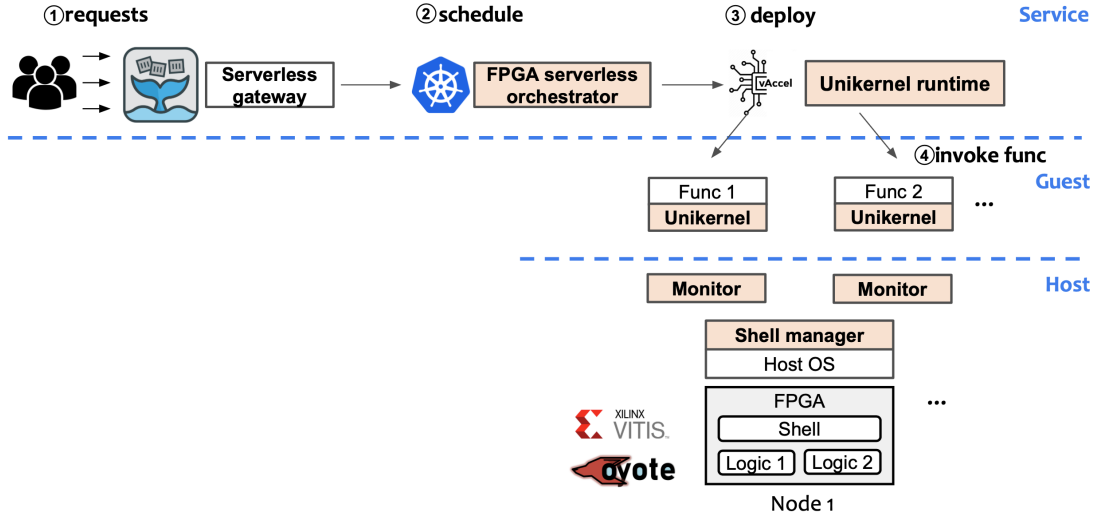 ①requests
②schedule
③ deploy
Service
Serverless
gateway
FPGA serverless
orchestrator
vAccel
Unikernel runtime
④invoke func
Guest
Func 1
Unikernel
Func 2
Unikernel
...
Host
Monitor
Monitor
Shell manager
Host OS
FPGA
Shell
Logic 1
Logic 2
...
XILINX
VITIS™
oyote
Node 1